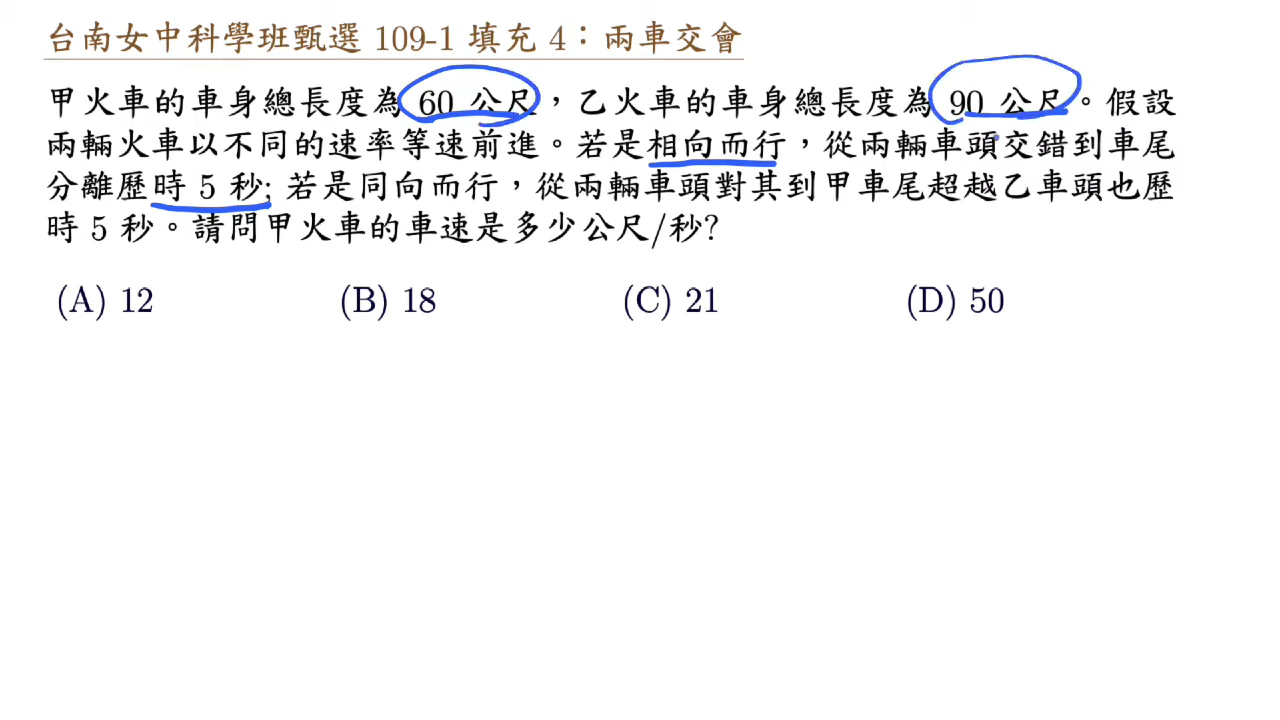 台南女中科學班甄選 109-1 填充 4：兩車交會
甲火車的車身總長度為 60 公尺，乙火車的車身總長度為 90 公尺。假設
兩輛火車以不同的速率等速前進。若是相向而行，從兩輛車頭交錯到車尾
分離歷時 5 秒; 若是同向而行，從兩輛車頭對其到甲車尾超越乙車頭也歷
時 5 秒。請問甲火車的車速是多少公尺/秒?
(A) 12 (B) 18 (C) 21 (D) 50